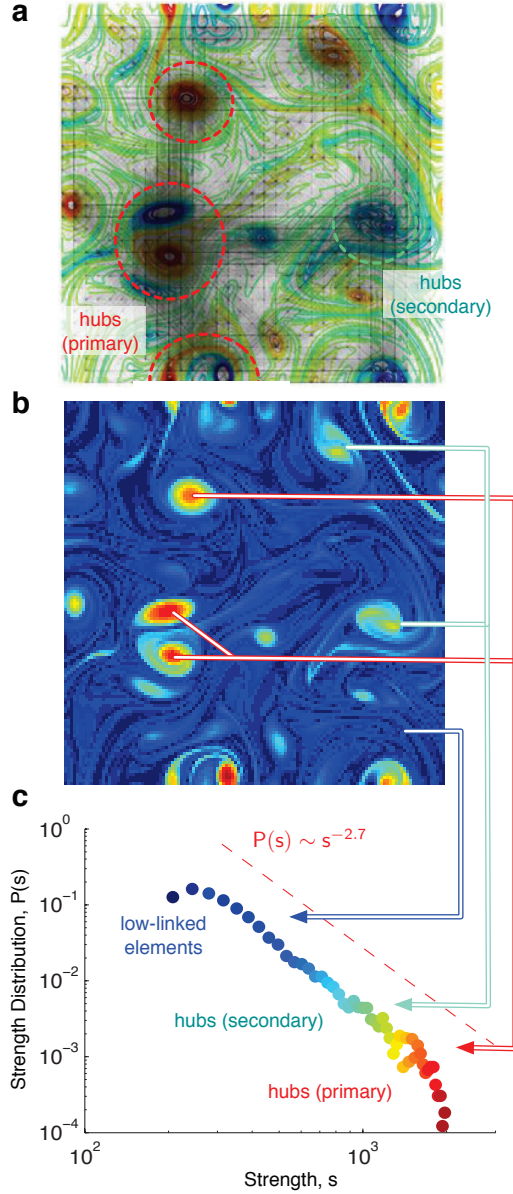 a
hubs
(primary)
hubs
(secondary)
b
c
Strength Distribution, P(s)
10^0
10^-1
10^-2
10^-3
10^-4
P(s) ∼ s^-2.7
low-linked
elements
hubs (secondary)
hubs (primary)
10^2
10^3
Strength, s